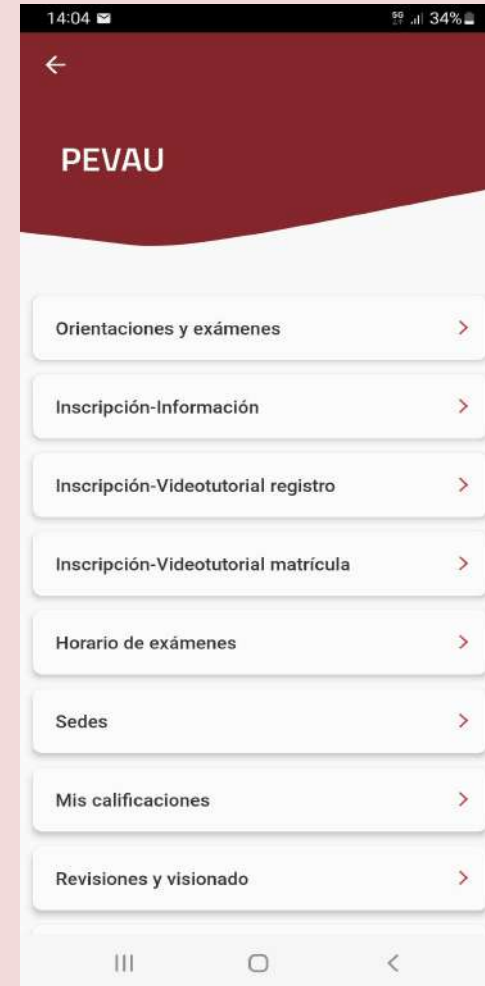 14:04
5G 34%
PEVAU
Orientaciones y exámenes
Inscripción-Información
Inscripción-Videotutorial registro
Inscripción-Videotutorial matrícula
Horario de exámenes
Sedes
Mis calificaciones
Revisiones y visionado